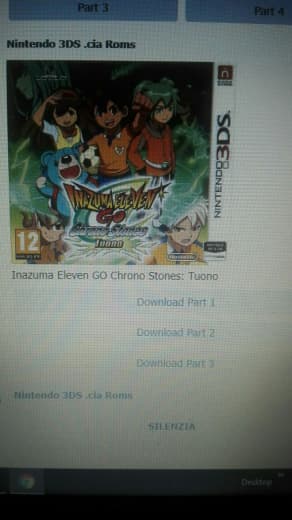 Part 3
Part 4
Nintendo 3DS .cia Roms
NINTENDO 3DS
INAZUMA ELEVEN
GO
Chrono Stones
Tuono
12
Nintendo
Inazuma Eleven GO Chrono Stones: Tuono
Download Part 1
Download Part 2
Download Part 3
Nintendo 3DS .cia Roms
SILENZIA
Desktop